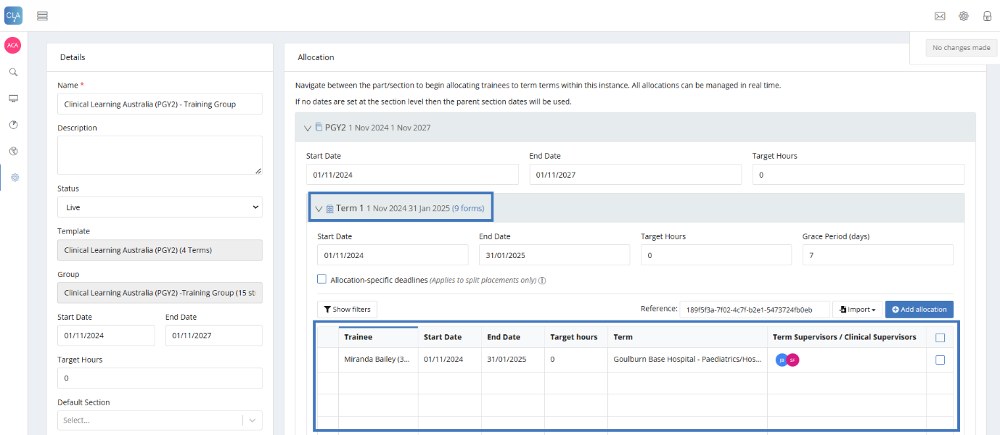 CLA
ACA
No changes made
Details
Name *
Clinical Learning Australia (PGY2) - Training Group
Description
Status
Live
Template
Clinical Learning Australia (PGY2) (4 Terms)
Group
Clinical Learning Australia (PGY2) -Training Group (15 st
Start Date End Date
01/11/2024 01/11/2027
Target Hours
0
Default Section
Select...
Allocation
Navigate between the part/section to begin allocating trainees to term terms within this instance. All allocations can be managed in real time.
If no dates are set at the section level then the parent section dates will be used.
PGY2 1 Nov 2024 1 Nov 2027
Start Date End Date Target Hours
01/11/2024 01/11/2027 0
Term 1 1 Nov 2024 31 Jan 2025 (9 forms)
Start Date End Date Target Hours Grace Period (days)
01/11/2024 31/01/2025 0 7
Allocation-specific deadlines (Applies to split placements only)
Show filters Reference: 189f5f3a-7f02-4c7f-b2e1-5473724fb0eb Import Add allocation
Trainee Start Date End Date Target hours Term Term Supervisors / Clinical Supervisors
Miranda Bailey (3... 01/11/2024 31/01/2025 0 Goulburn Base Hospital - Paediatrics/Hos... JB SF